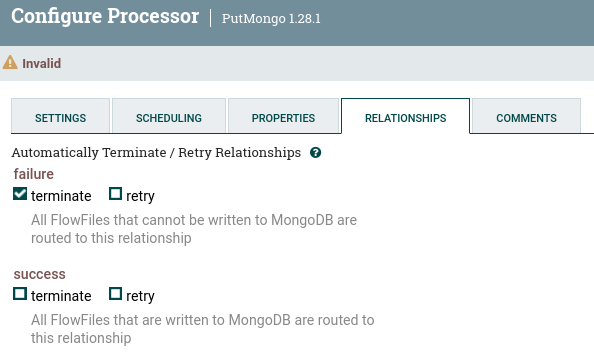 Configure Processor | PutMongo 1.28.1
Invalid
SETTINGS SCHEDULING PROPERTIES RELATIONSHIPS COMMENTS
Automatically Terminate / Retry Relationships ?
failure
terminate retry
All FlowFiles that cannot be written to MongoDB are
routed to this relationship
success
terminate retry
All FlowFiles that are written to MongoDB are routed to
this relationship